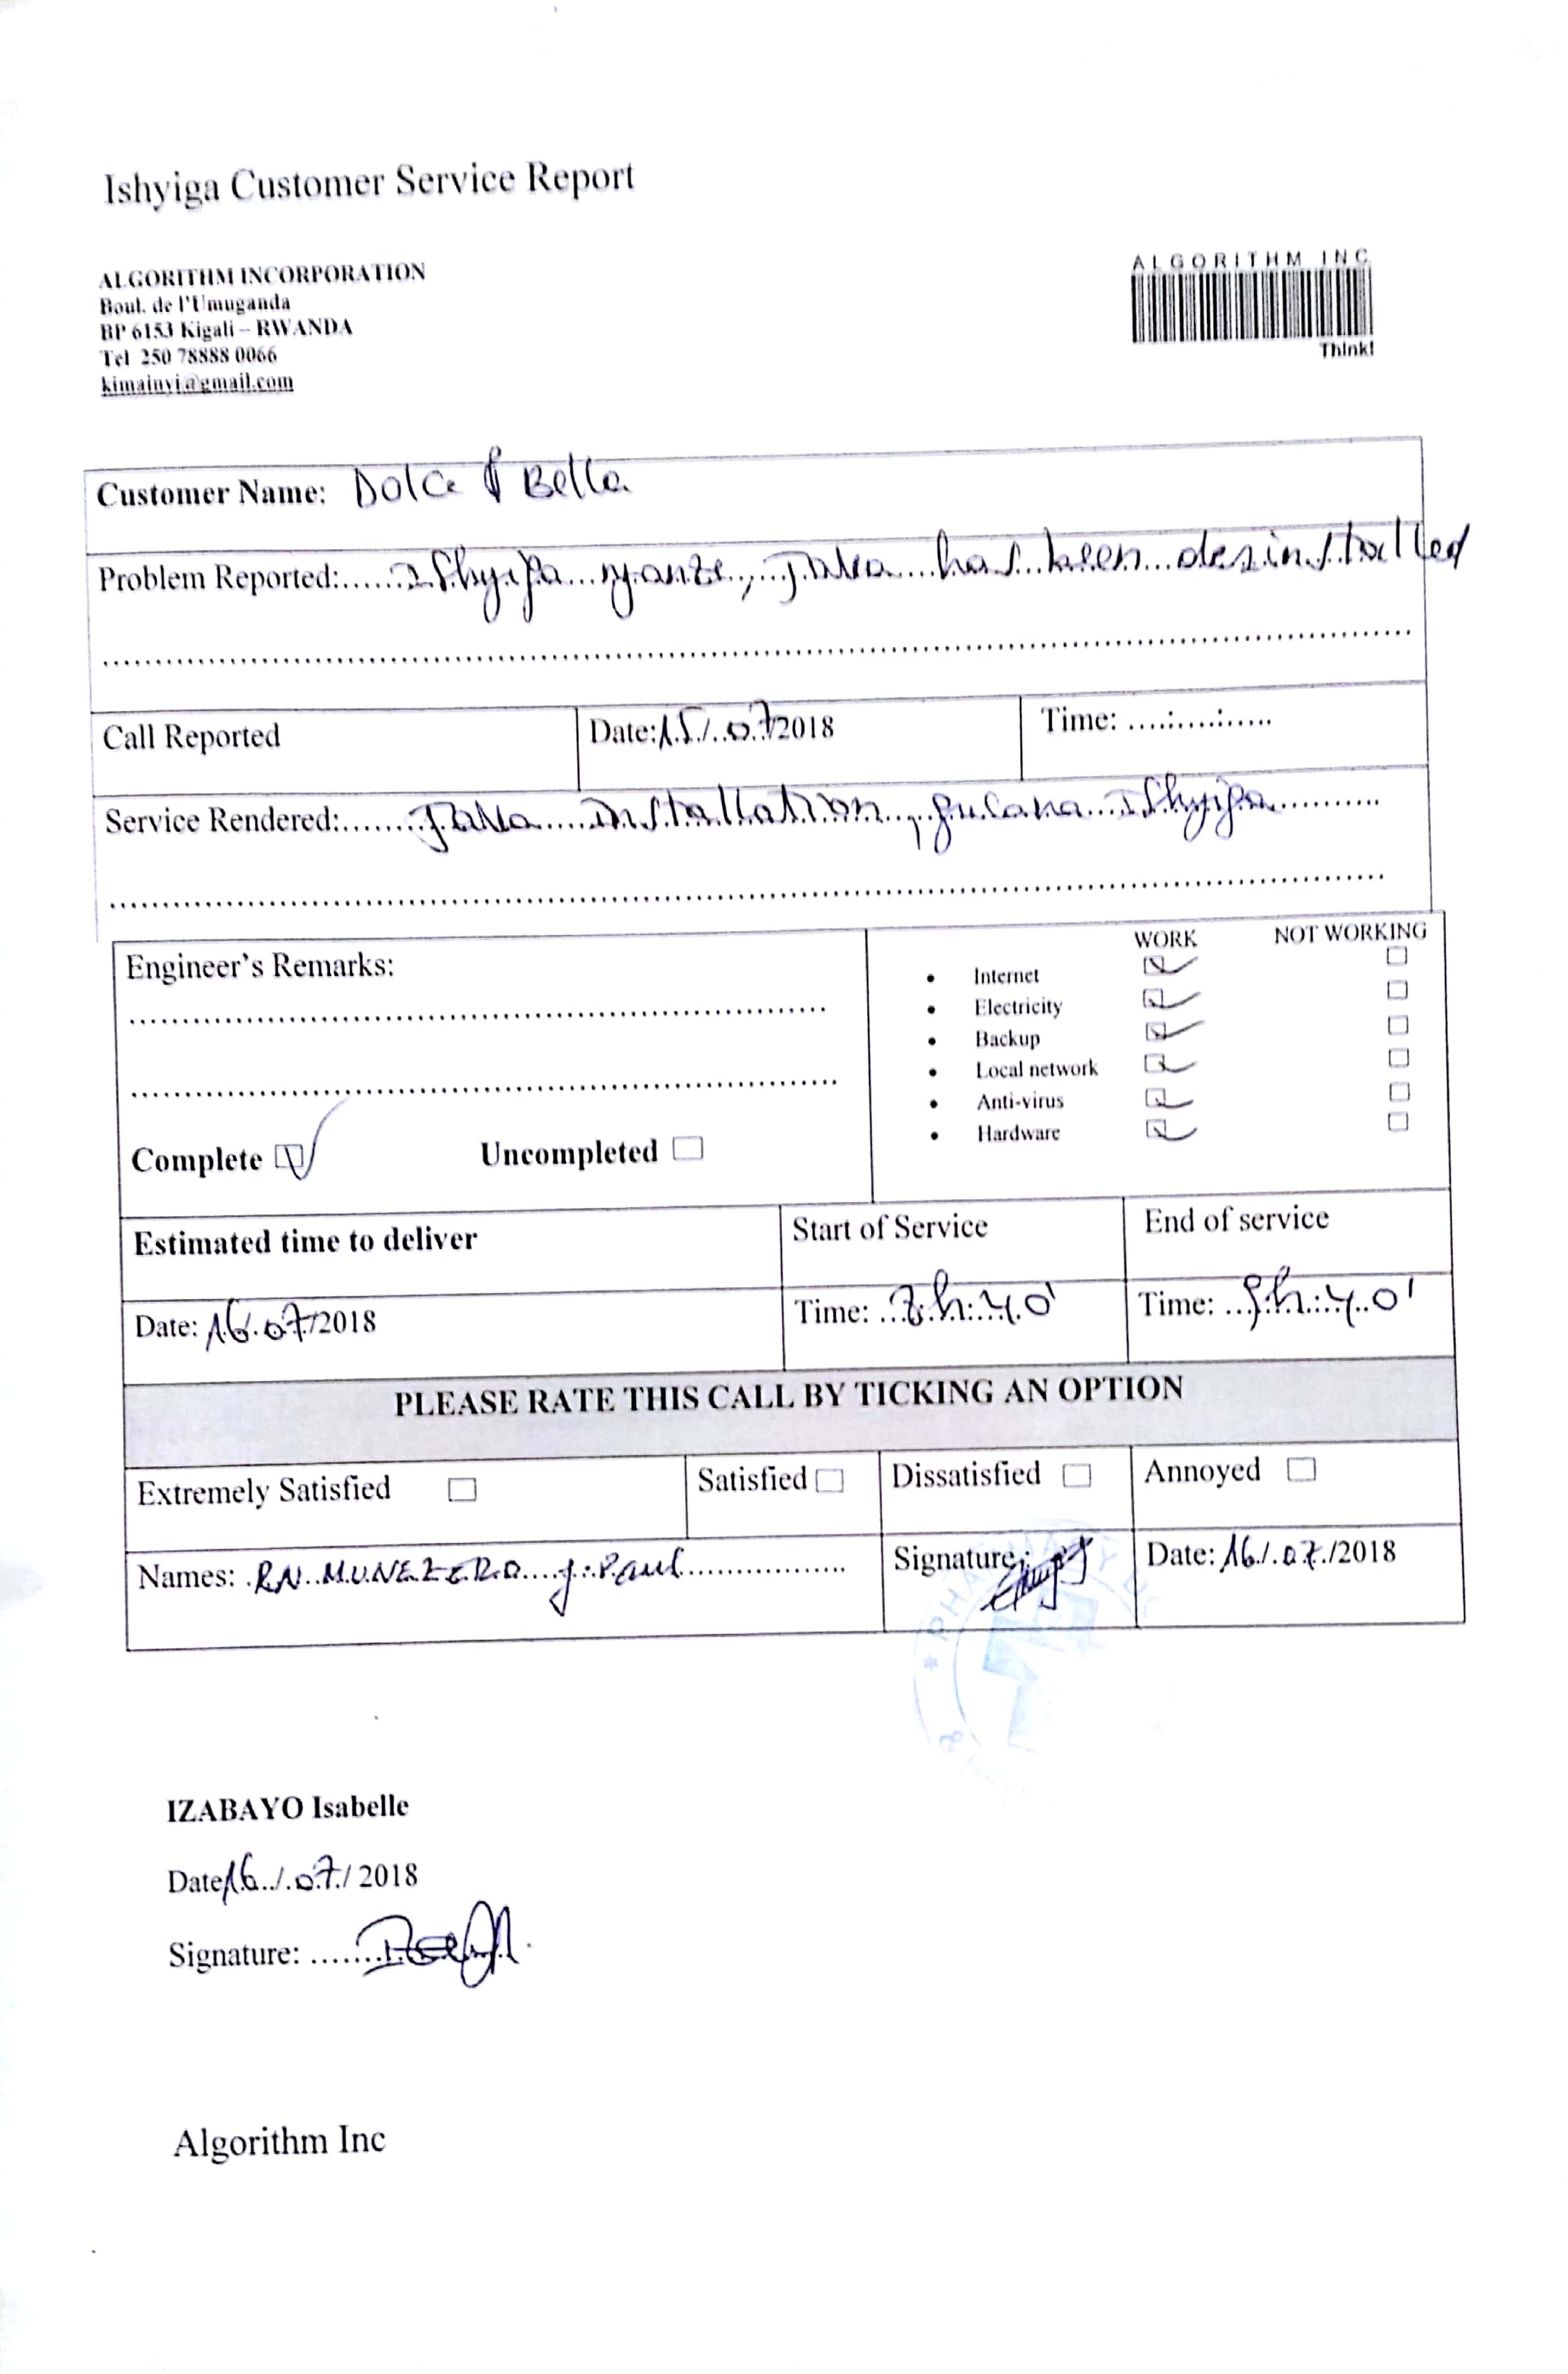 Ishyiga Customer Service Report
ALGORITHM INCORPORATION
Boul. de l'Umuganda
BP 6153 Kigali – RWANDA
Tel 250 78888 0066
kimainyi@gmail.com
ALGORITHM INC
Think!
Customer Name: Dolce & Bella
Problem Reported:......Ishyiga yanze, Java has been desinstalled
Call Reported Date:15/07/2018 Time: ....:....:.....
Service Rendered:.......Java installation, gucana Ishyiga..........
WORK NOT WORKING
Engineer's Remarks:
• Internet
• Electricity
• Backup
• Local network
• Anti-virus
• Hardware
Complete Uncompleted
Estimated time to deliver Start of Service End of service
Date: 16.07/2018 Time: ..8h:40' Time: ...9h:40'
PLEASE RATE THIS CALL BY TICKING AN OPTION
Extremely Satisfied Satisfied Dissatisfied Annoyed
Names: .RN MUNEZERO J. Paul.................. Signature: Date: 16/.07./2018
PHARMACY
IZABAYO Isabelle
Date16../.07./ 2018
Signature: .......
Algorithm Inc